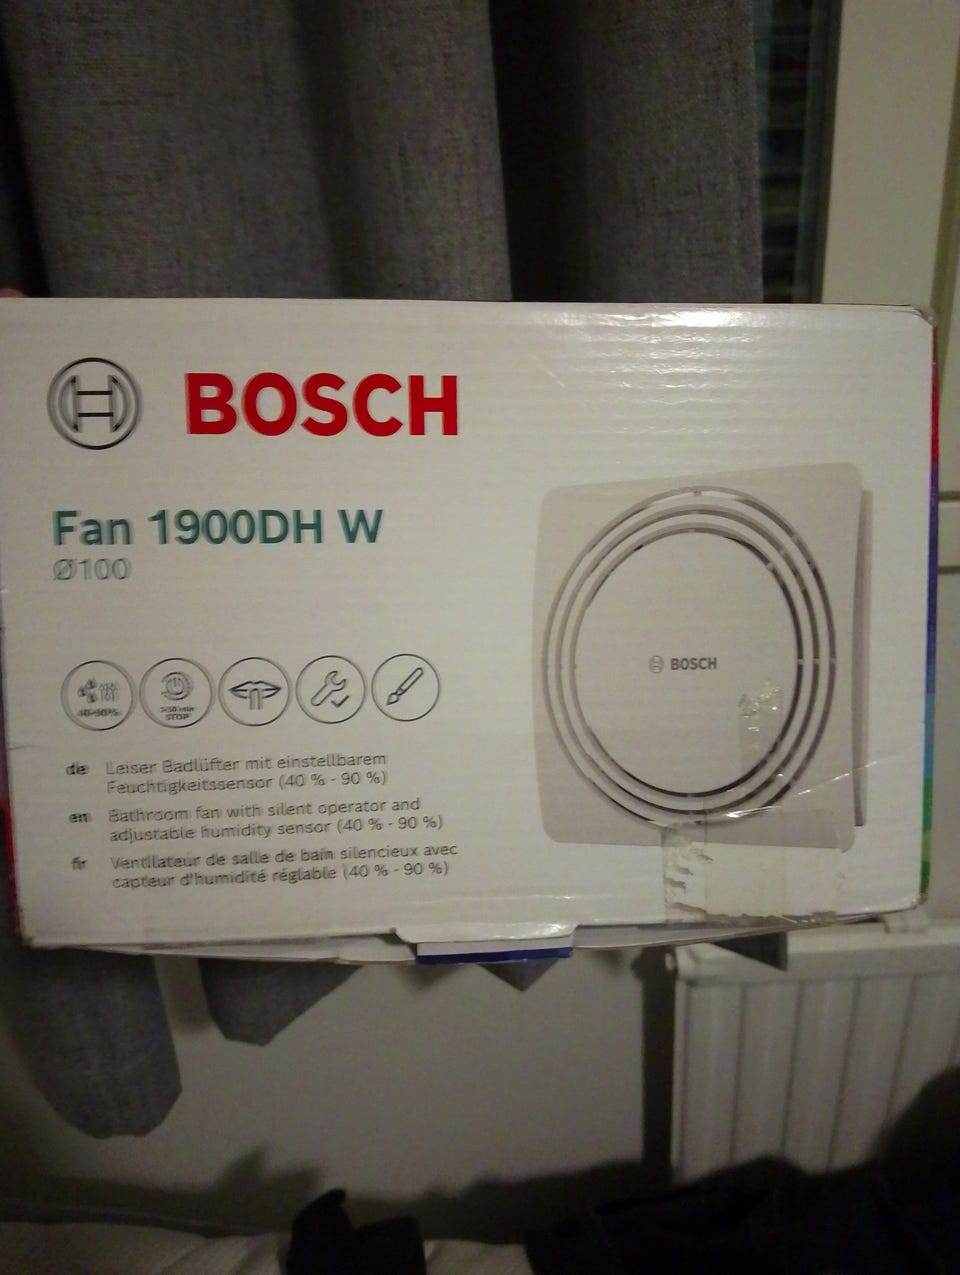 BOSCH
Fan 1900DH W
Ø100
40-90%
STOP
de Leiser Badlüfter mit einstellbarem
Feuchtigkeitssensor (40 % - 90 %)
en Bathroom fan with silent operator and
adjustable humidity sensor (40 % - 90 %)
fr Ventilateur de salle de bain silencieux avec
capteur d'humidité réglable (40 % - 90 %)
BOSCH